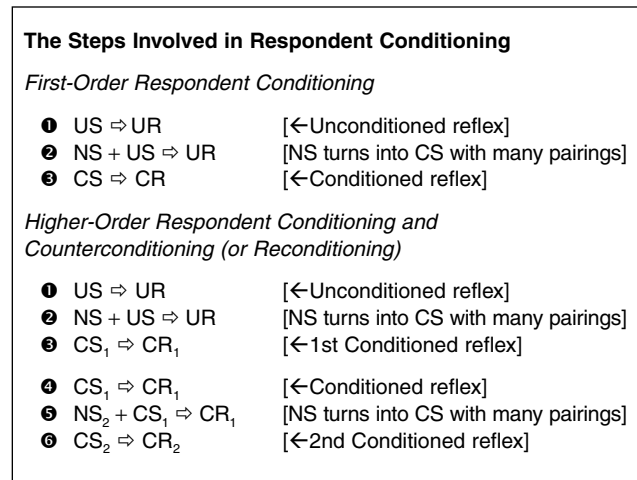 The Steps Involved in Respondent Conditioning
First-Order Respondent Conditioning
❶ US ⇨ UR [←Unconditioned reflex]
❷ NS + US ⇨ UR [NS turns into CS with many pairings]
❸ CS ⇨ CR [←Conditioned reflex]
Higher-Order Respondent Conditioning and
Counterconditioning (or Reconditioning)
❶ US ⇨ UR [←Unconditioned reflex]
❷ NS + US ⇨ UR [NS turns into CS with many pairings]
❸ CS₁ ⇨ CR₁ [←1st Conditioned reflex]
❹ CS₁ ⇨ CR₁ [←Conditioned reflex]
❺ NS₂ + CS₁ ⇨ CR₁ [NS turns into CS with many pairings]
❻ CS₂ ⇨ CR₂ [←2nd Conditioned reflex]